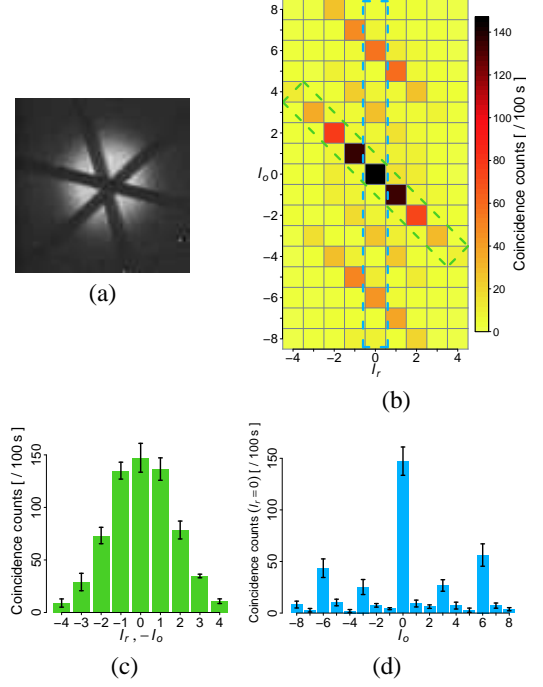 8
6
4
2
0
−2
−4
−6
−8
l_o
−4
−2
0
2
4
l_r
140
120
100
80
60
40
20
0
Coincidence counts [ / 100 s ]
(a)
(b)
Coincidence counts [ / 100 s ]
150
100
50
0
−4 −3 −2 −1 0 1 2 3 4
l_r , −l_o
(c)
Coincidence counts (l_r = 0) [ / 100 s ]
150
100
50
0
−8 −6 −4 −2 0 2 4 6 8
l_o
(d)